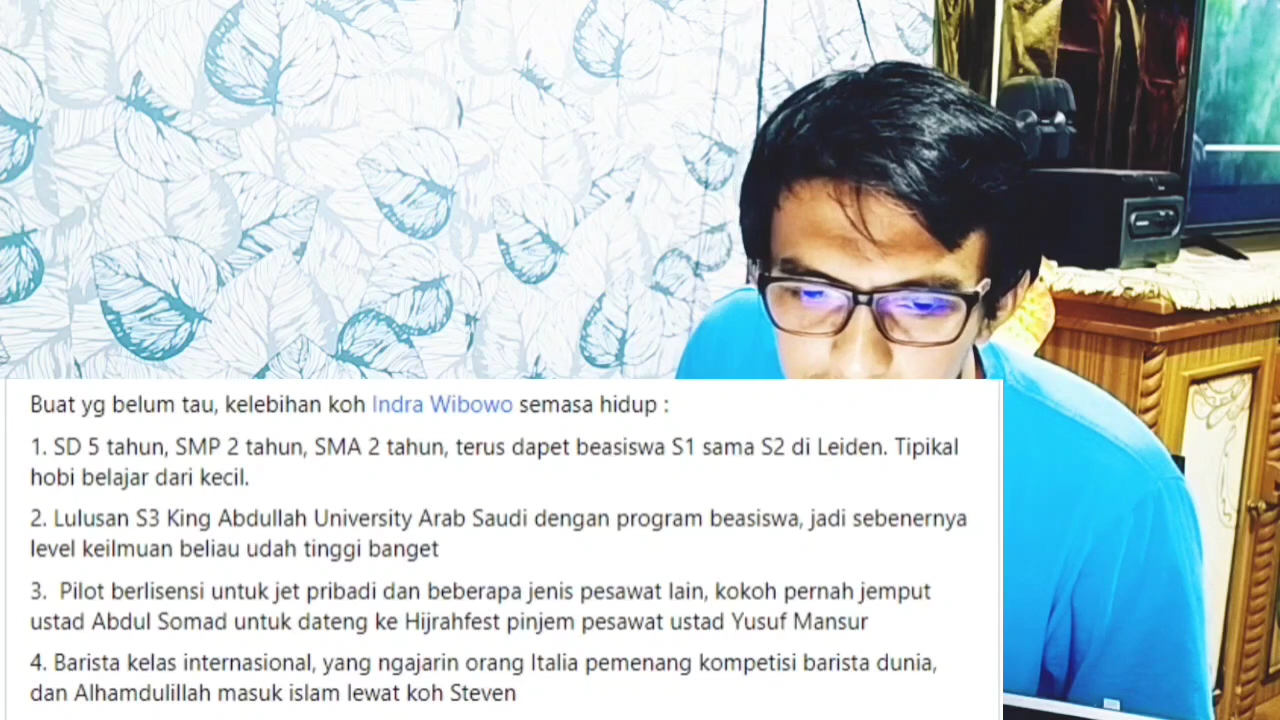 Buat yg belum tau, kelebihan koh Indra Wibowo semasa hidup :
1. SD 5 tahun, SMP 2 tahun, SMA 2 tahun, terus dapet beasiswa S1 sama S2 di Leiden. Tipikal
hobi belajar dari kecil.
2. Lulusan S3 King Abdullah University Arab Saudi dengan program beasiswa, jadi sebenernya
level keilmuan beliau udah tinggi banget
3.  Pilot berlisensi untuk jet pribadi dan beberapa jenis pesawat lain, kokoh pernah jemput
ustad Abdul Somad untuk dateng ke Hijrahfest pinjem pesawat ustad Yusuf Mansur
4. Barista kelas internasional, yang ngajarin orang Italia pemenang kompetisi barista dunia,
dan Alhamdulillah masuk islam lewat koh Steven